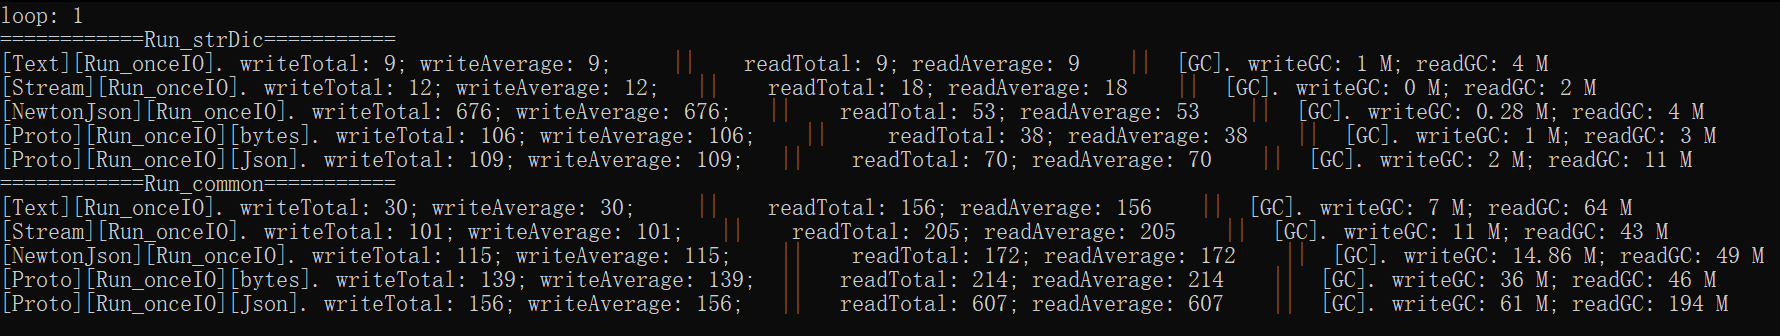 loop: 1
============Run_strDic===========
[Text][Run_onceIO]. writeTotal: 9; writeAverage: 9; || readTotal: 9; readAverage: 9 || [GC]. writeGC: 1 M; readGC: 4 M
[Stream][Run_onceIO]. writeTotal: 12; writeAverage: 12; || readTotal: 18; readAverage: 18 || [GC]. writeGC: 0 M; readGC: 2 M
[NewtonJson][Run_onceIO]. writeTotal: 676; writeAverage: 676; || readTotal: 53; readAverage: 53 || [GC]. writeGC: 0.28 M; readGC: 4 M
[Proto][Run_onceIO][bytes]. writeTotal: 106; writeAverage: 106; || readTotal: 38; readAverage: 38 || [GC]. writeGC: 1 M; readGC: 3 M
[Proto][Run_onceIO][Json]. writeTotal: 109; writeAverage: 109; || readTotal: 70; readAverage: 70 || [GC]. writeGC: 2 M; readGC: 11 M
============Run_common===========
[Text][Run_onceIO]. writeTotal: 30; writeAverage: 30; || readTotal: 156; readAverage: 156 || [GC]. writeGC: 7 M; readGC: 64 M
[Stream][Run_onceIO]. writeTotal: 101; writeAverage: 101; || readTotal: 205; readAverage: 205 || [GC]. writeGC: 11 M; readGC: 43 M
[NewtonJson][Run_onceIO]. writeTotal: 115; writeAverage: 115; || readTotal: 172; readAverage: 172 || [GC]. writeGC: 14.86 M; readGC: 49 M
[Proto][Run_onceIO][bytes]. writeTotal: 139; writeAverage: 139; || readTotal: 214; readAverage: 214 || [GC]. writeGC: 36 M; readGC: 46 M
[Proto][Run_onceIO][Json]. writeTotal: 156; writeAverage: 156; || readTotal: 607; readAverage: 607 || [GC]. writeGC: 61 M; readGC: 194 M